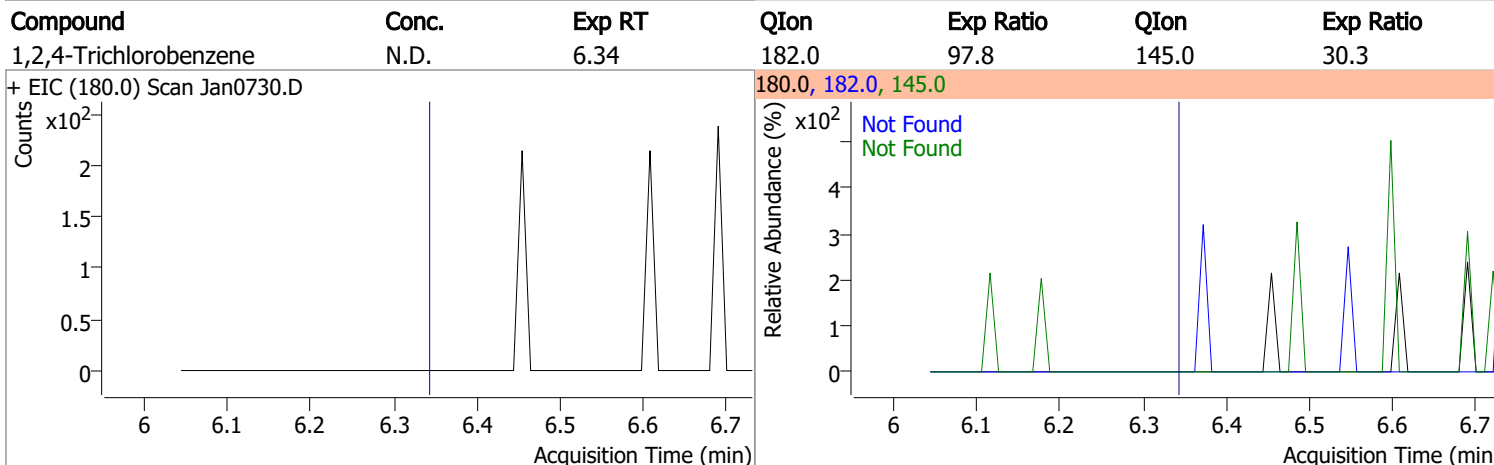 Compound Conc. Exp RT QIon Exp Ratio QIon Exp Ratio
1,2,4-Trichlorobenzene N.D. 6.34 182.0 97.8 145.0 30.3
+ EIC (180.0) Scan Jan0730.D
Counts
x10²
2
1.5
1
0.5
0
6 6.1 6.2 6.3 6.4 6.5 6.6 6.7
Acquisition Time (min)
180.0, 182.0, 145.0
Relative Abundance (%)
x10²
Not Found
Not Found
4
3
2
1
0
6 6.1 6.2 6.3 6.4 6.5 6.6 6.7
Acquisition Time (min